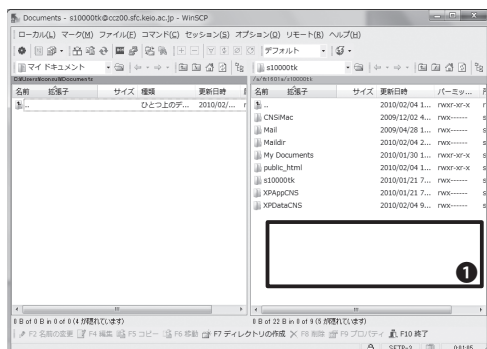 Documents - s10000tk@ccz00.sfc.keio.ac.jp - WinSCP
ローカル(L) マーク(M) ファイル(F) コマンド(C) セッション(S) オプション(O) リモート(R) ヘルプ(H)
デフォルト
マイ ドキュメント
s10000tk
名前 拡張子 サイズ 種類 更新日時
.. ひとつ上のデ... 2010/02/...
名前 拡張子 サイズ 更新日時 パーミッ...
.. 2010/02/04 1... rwxr-xr-x
CNSiMac 2009/12/02 4... rwx------
Mail 2009/04/28 1... rwx------
Maildir 2010/02/04 2... rwx------
My Documents 2010/01/30 1... rwxr-xr-x
public_html 2010/02/04 1... rwxr-xr-x
s10000tk 2010/01/21 7... rwx------
XPAppCNS 2010/01/21 7... rwx------
XPDataCNS 2010/02/04 9... rwx------
1
0 B of 0 B in 0 of 0 (4 が隠れています)
0 B of 22 B in 0 of 9 (5 が隠れています)
F2 名前の変更 F4 編集 F5 コピー F6 移動 F7 ディレクトリの作成 F8 削除 F9 プロパティ F10 終了
SFTP-3 0:01:05